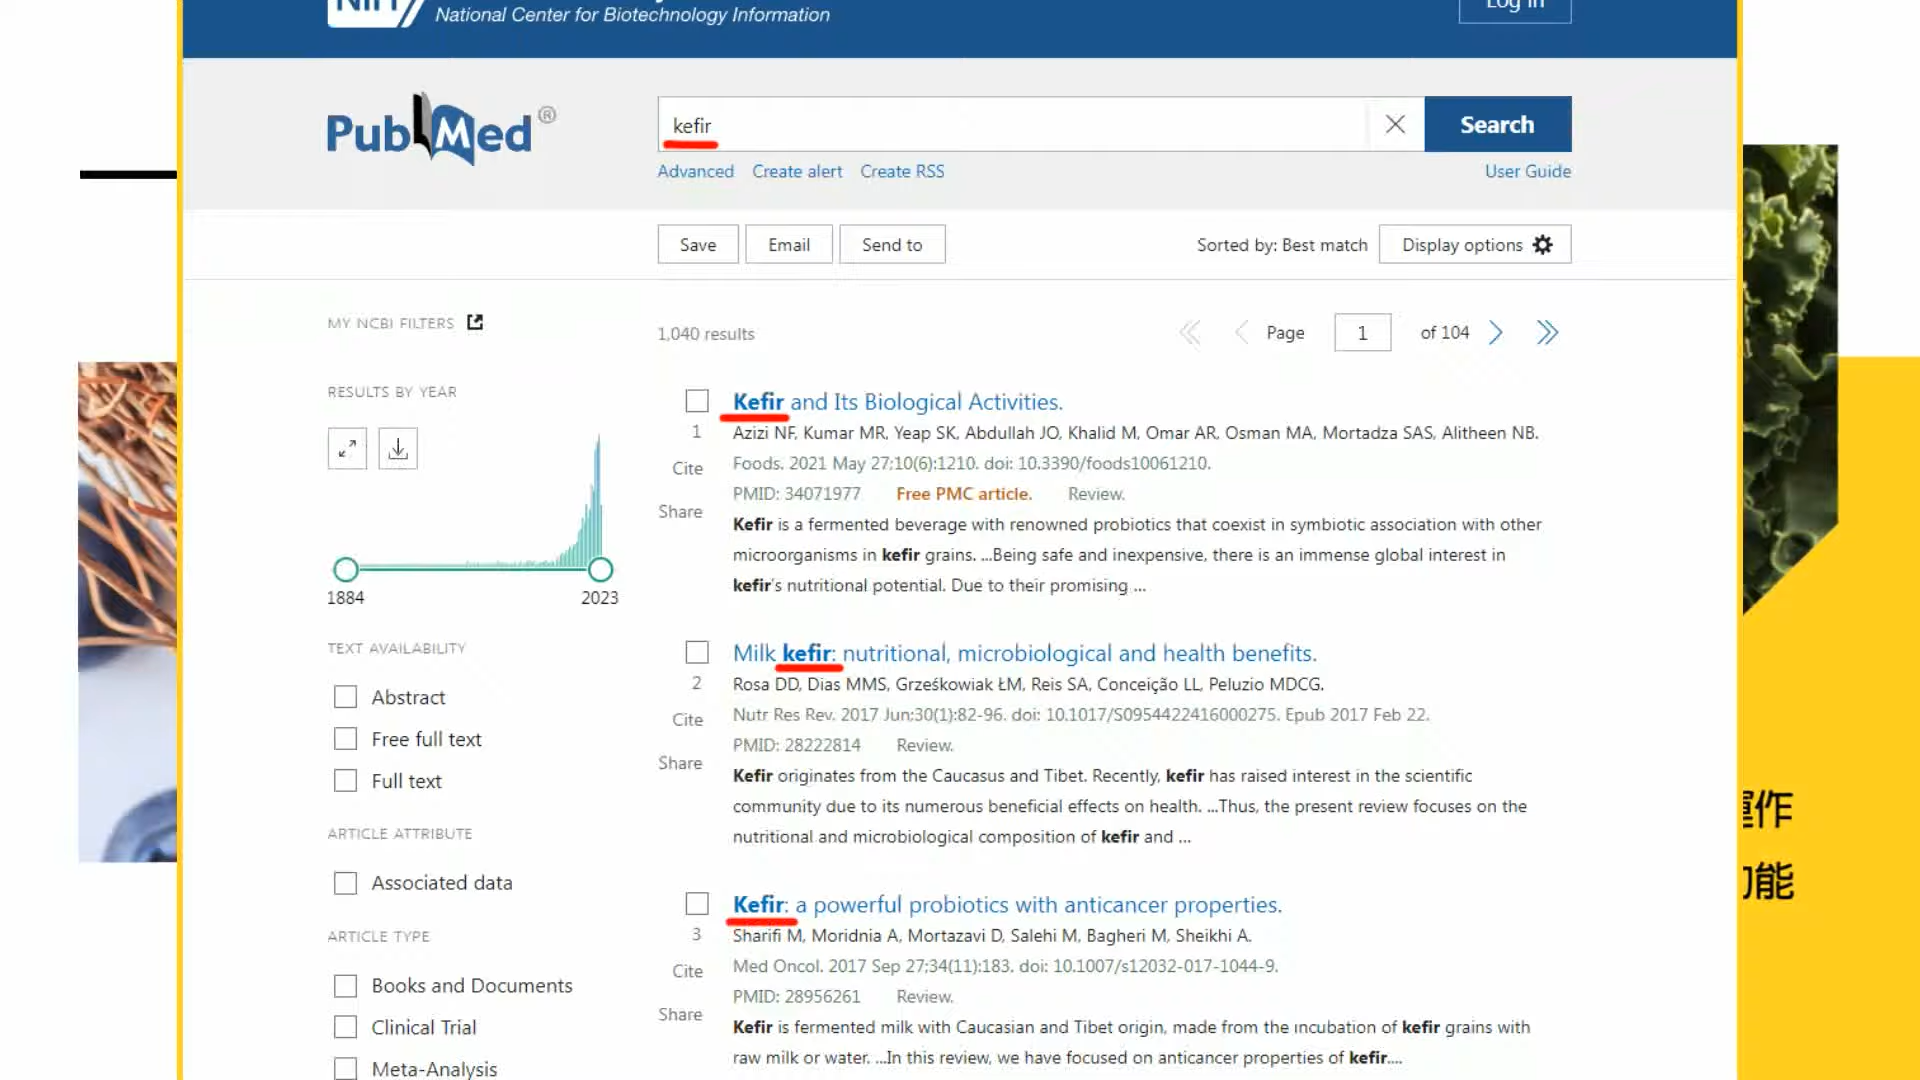 National Center for Biotechnology Information
Log in
PubMed®
kefir
Search
Advanced Create alert Create RSS
User Guide
Save Email Send to
Sorted by: Best match
Display options
MY NCBI FILTERS
1,040 results
Page 1 of 104
RESULTS BY YEAR
1884
2023
TEXT AVAILABILITY
Abstract
Free full text
Full text
ARTICLE ATTRIBUTE
Associated data
ARTICLE TYPE
Books and Documents
Clinical Trial
Meta-Analysis
Kefir and Its Biological Activities.
1
Cite
Share
Azizi NF, Kumar MR, Yeap SK, Abdullah JO, Khalid M, Omar AR, Osman MA, Mortadza SAS, Alitheen NB.
Foods. 2021 May 27;10(6):1210. doi: 10.3390/foods10061210.
PMID: 34071977 Free PMC article. Review.
Kefir is a fermented beverage with renowned probiotics that coexist in symbiotic association with other
microorganisms in kefir grains. ...Being safe and inexpensive, there is an immense global interest in
kefir's nutritional potential. Due to their promising ...
Milk kefir: nutritional, microbiological and health benefits.
2
Cite
Share
Rosa DD, Dias MMS, Grześkowiak ŁM, Reis SA, Conceição LL, Peluzio MDCG.
Nutr Res Rev. 2017 Jun;30(1):82-96. doi: 10.1017/S0954422416000275. Epub 2017 Feb 22.
PMID: 28222814 Review.
Kefir originates from the Caucasus and Tibet. Recently, kefir has raised interest in the scientific
community due to its numerous beneficial effects on health. ...Thus, the present review focuses on the
nutritional and microbiological composition of kefir and ...
Kefir: a powerful probiotics with anticancer properties.
3
Cite
Share
Sharifi M, Moridnia A, Mortazavi D, Salehi M, Bagheri M, Sheikhi A.
Med Oncol. 2017 Sep 27;34(11):183. doi: 10.1007/s12032-017-1044-9.
PMID: 28956261 Review.
Kefir is fermented milk with Caucasian and Tibet origin, made from the incubation of kefir grains with
raw milk or water. ...In this review, we have focused on anticancer properties of kefir....
作
能